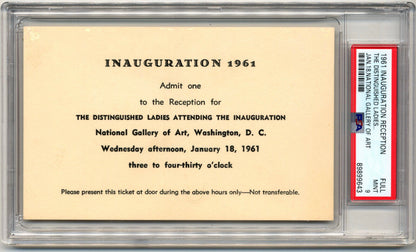 INAUGURATION 1961
Admit one
to the Reception for
THE DISTINGUISHED LADIES ATTENDING THE INAUGURATION
National Gallery of Art, Washington, D. C.
Wednesday afternoon, January 18, 1961
three to four-thirty o'clock
Please present this ticket at door during the above hours only—Not transferable.
1961 INAUGURATION RECEPTION
THE DISTINGUISHED LADIES
JAN.18,NATIONAL GALLERY OF ART
FULL
MINT
9
PSA
89899643